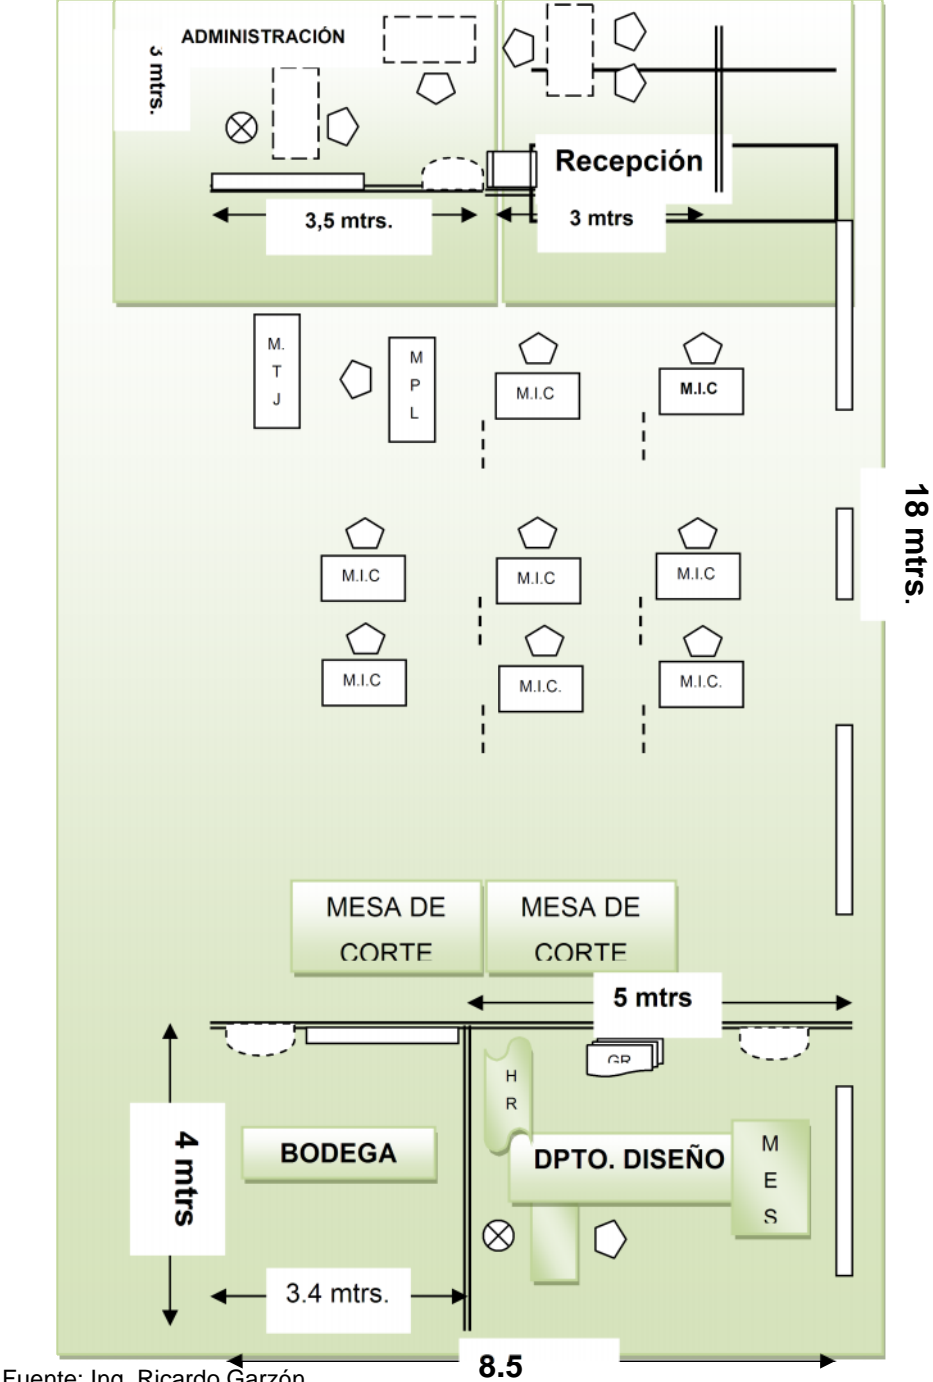 ADMINISTRACIÓN
3 mtrs.
Recepción
3,5 mtrs.
3 mtrs
M.
T
J
M
P
L
M.I.C
M.I.C
18 mtrs.
M.I.C
M.I.C
M.I.C
M.I.C
M.I.C.
M.I.C.
MESA DE
CORTE
MESA DE
CORTE
5 mtrs
GR
H
R
4 mtrs
BODEGA
DPTO. DISEÑO
M
E
S
3.4 mtrs.
8.5
Fuente: Ing. Ricardo Garzón